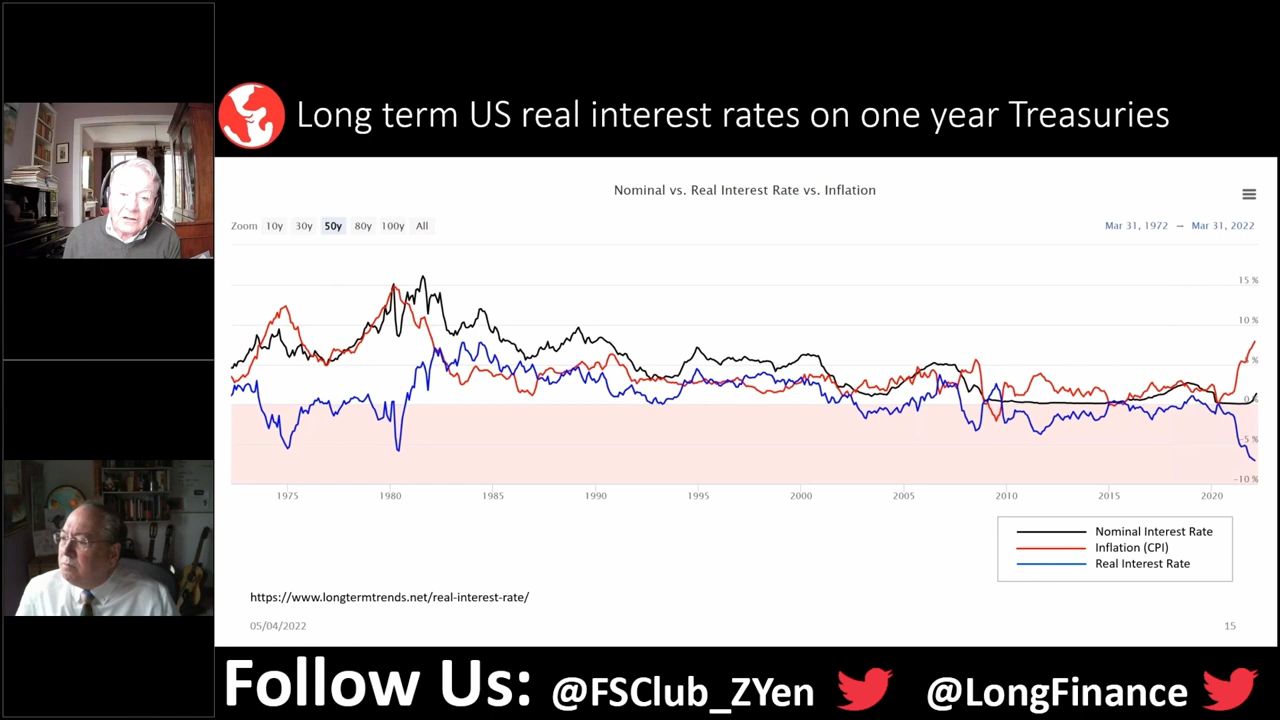 Long term US real interest rates on one year Treasuries
Nominal vs. Real Interest Rate vs. Inflation
Zoom 10y 30y 50y 80y 100y All
Mar 31, 1972 → Mar 31, 2022
15 %
10 %
5 %
0 %
-5 %
-10 %
1975 1980 1985 1990 1995 2000 2005 2010 2015 2020
Nominal Interest Rate
Inflation (CPI)
Real Interest Rate
https://www.longtermtrends.net/real-interest-rate/
05/04/2022
15
Follow Us: @FSClub_ZYen @LongFinance